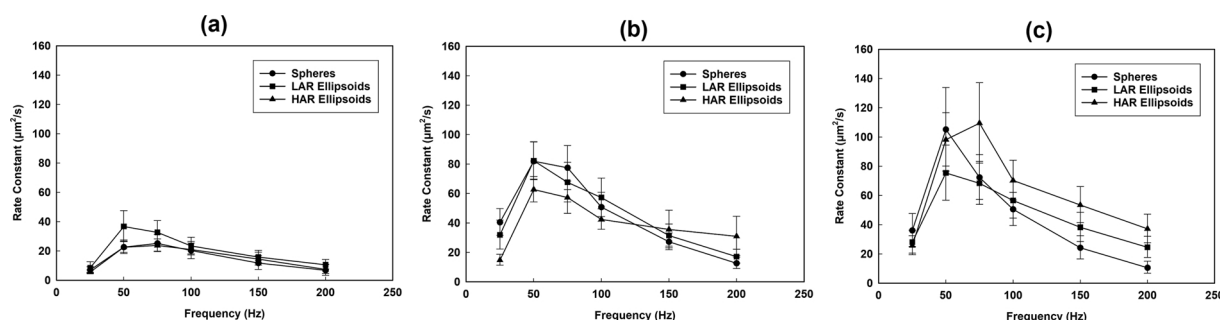 (a)
160
140
120
100
80
60
40
20
0
0
50
100
150
200
250
Rate Constant (µm²/s)
Frequency (Hz)
Spheres
LAR Ellipsoids
HAR Ellipsoids
(b)
160
140
120
100
80
60
40
20
0
0
50
100
150
200
250
Rate Constant (µm²/s)
Frequency (Hz)
Spheres
LAR Ellipsoids
HAR Ellipsoids
(c)
160
140
120
100
80
60
40
20
0
0
50
100
150
200
250
Rate Constant (µm²/s)
Frequency (Hz)
Spheres
LAR Ellipsoids
HAR Ellipsoids